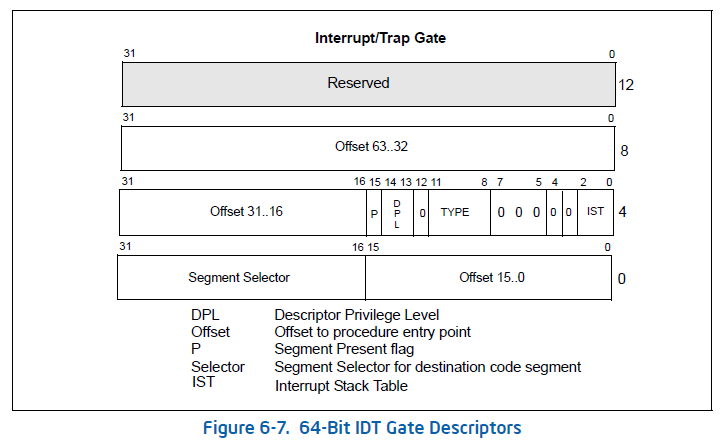 Interrupt/Trap Gate
31 0
Reserved 12
31 0
Offset 63..32 8
31 16 15 14 13 12 11 8 7 5 4 2 0
Offset 31..16 P DPL 0 TYPE 0 0 0 0 0 IST 4
31 16 15 0
Segment Selector Offset 15..0 0
DPL Descriptor Privilege Level
Offset Offset to procedure entry point
P Segment Present flag
Selector Segment Selector for destination code segment
IST Interrupt Stack Table
Figure 6-7. 64-Bit IDT Gate Descriptors